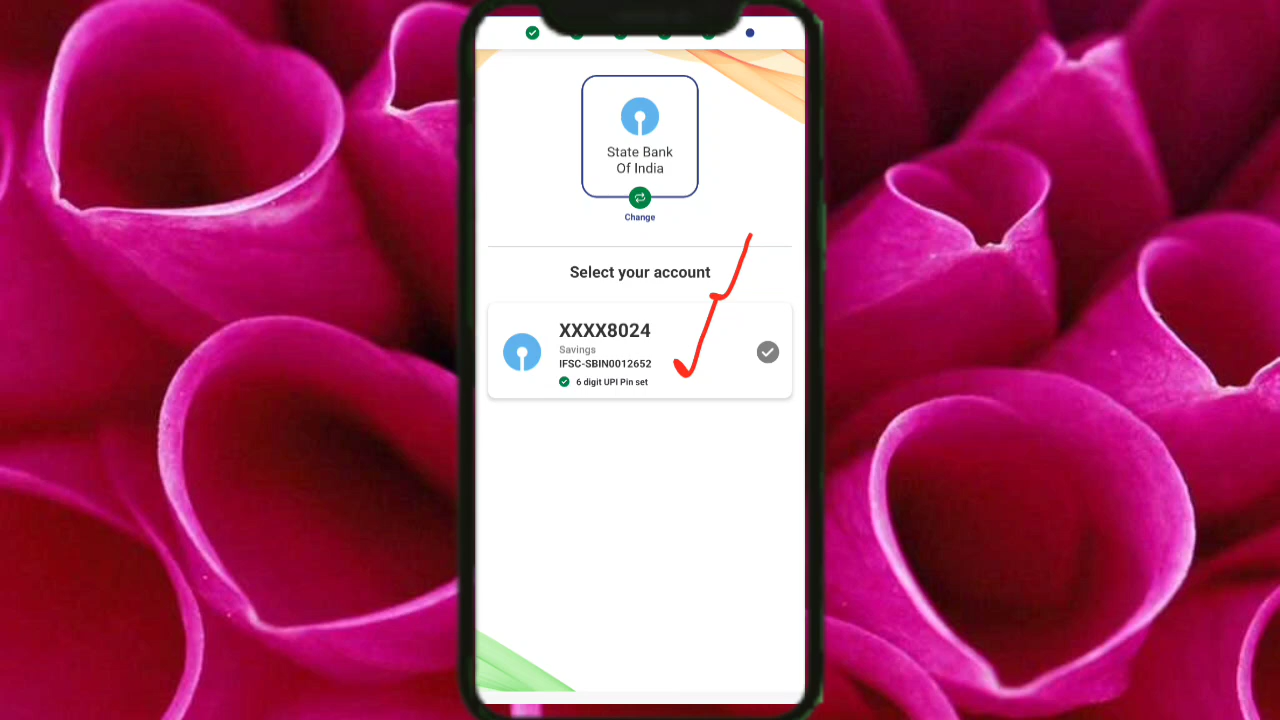 State Bank
Of India
Change
Select your account
XXXX8024
Savings
IFSC-SBIN0012652
6 digit UPI Pin set